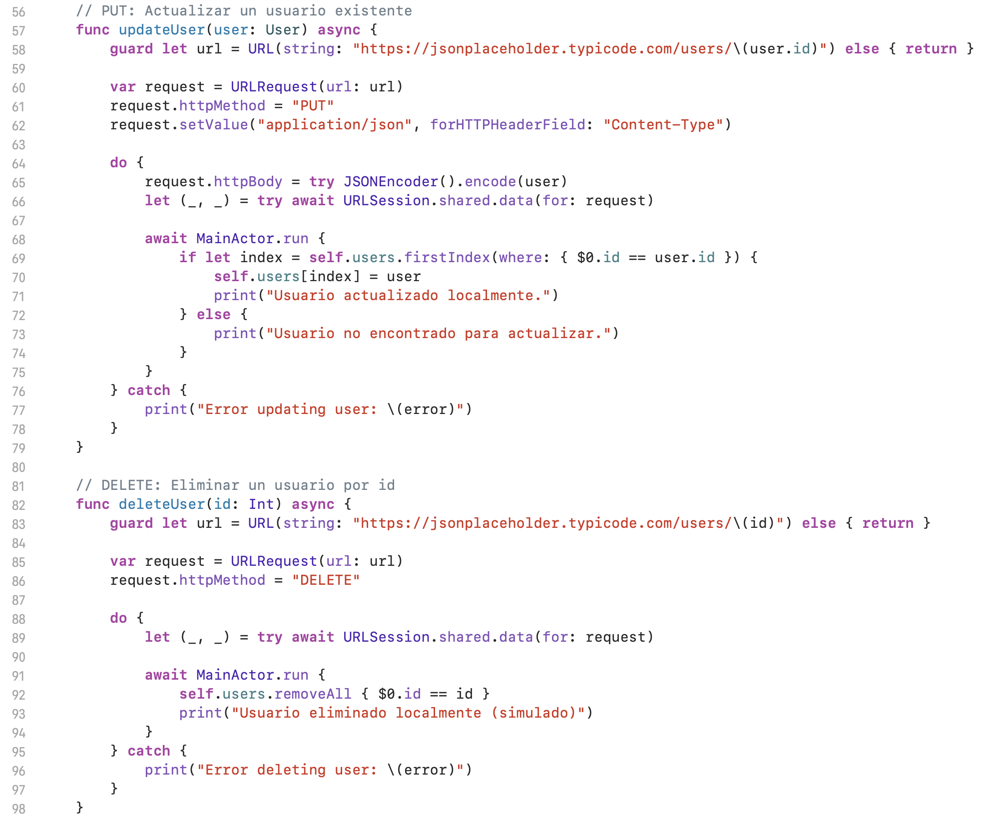 56 // PUT: Actualizar un usuario existente
57 func updateUser(user: User) async {
58 guard let url = URL(string: "https://jsonplaceholder.typicode.com/users/\(user.id)") else { return }
59
60 var request = URLRequest(url: url)
61 request.httpMethod = "PUT"
62 request.setValue("application/json", forHTTPHeaderField: "Content-Type")
63
64 do {
65 request.httpBody = try JSONEncoder().encode(user)
66 let (_, _) = try await URLSession.shared.data(for: request)
67
68 await MainActor.run {
69 if let index = self.users.firstIndex(where: { $0.id == user.id }) {
70 self.users[index] = user
71 print("Usuario actualizado localmente.")
72 } else {
73 print("Usuario no encontrado para actualizar.")
74 }
75 }
76 } catch {
77 print("Error updating user: \(error)")
78 }
79 }
80
81 // DELETE: Eliminar un usuario por id
82 func deleteUser(id: Int) async {
83 guard let url = URL(string: "https://jsonplaceholder.typicode.com/users/\(id)") else { return }
84
85 var request = URLRequest(url: url)
86 request.httpMethod = "DELETE"
87
88 do {
89 let (_, _) = try await URLSession.shared.data(for: request)
90
91 await MainActor.run {
92 self.users.removeAll { $0.id == id }
93 print("Usuario eliminado localmente (simulado)")
94 }
95 } catch {
96 print("Error deleting user: \(error)")
97 }
98 }